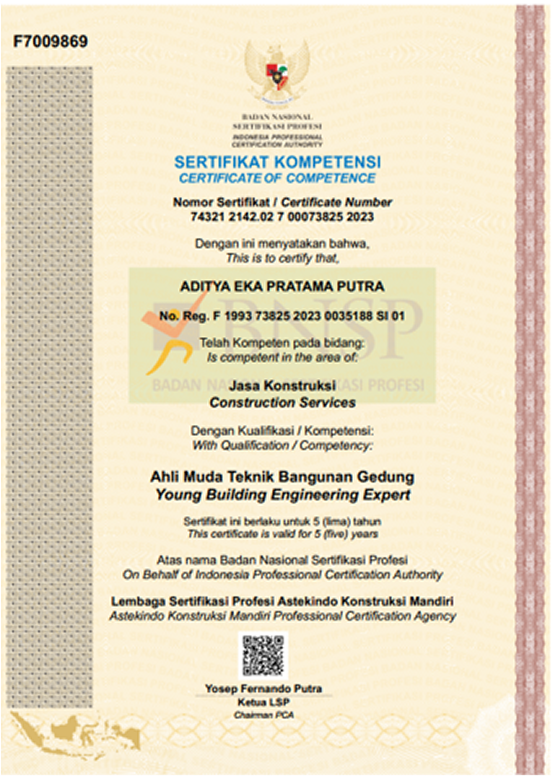 F7009869
BADAN NASIONAL
SERTIFIKASI PROFESI
INDONESIA PROFESSIONAL
CERTIFICATION AUTHORITY
SERTIFIKAT KOMPETENSI
CERTIFICATE OF COMPETENCE
Nomor Sertifikat / Certificate Number
74321 2142.02 7 00073825 2023
Dengan ini menyatakan bahwa,
This is to certify that,
ADITYA EKA PRATAMA PUTRA
No. Reg. F 1993 73825 2023 0035188 SI 01
BNSP
Telah Kompeten pada bidang:
Is competent in the area of:
Jasa Konstruksi
BADAN NASIONAL SERTIFIKASI PROFESI
Construction Services
Dengan Kualifikasi / Kompetensi:
With Qualification / Competency:
Ahli Muda Teknik Bangunan Gedung
Young Building Engineering Expert
Sertifikat ini berlaku untuk 5 (lima) tahun
This certificate is valid for 5 (five) years
Atas nama Badan Nasional Sertifikasi Profesi
On Behalf of Indonesia Professional Certification Authority
Lembaga Sertifikasi Profesi Astekindo Konstruksi Mandiri
Astekindo Konstruksi Mandiri Professional Certification Agency
Yosep Fernando Putra
Ketua LSP
Chairman PCA